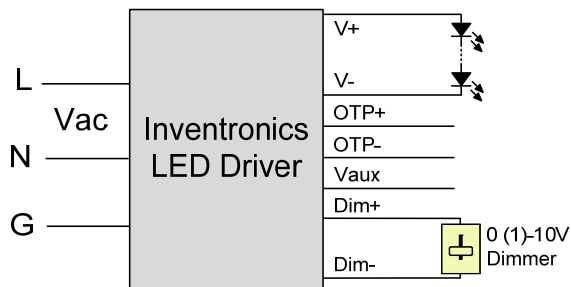 L
Vac
N
G
Inventronics
LED Driver
V+
V-
OTP+
OTP-
Vaux
Dim+
Dim-
0 (1)-10V
Dimmer